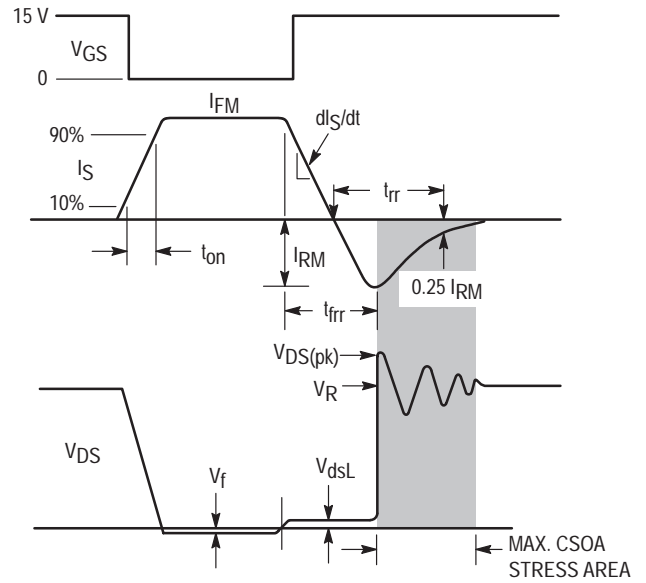 15 V
VGS
0
IFM
90%
dIS/dt
IS
trr
10%
ton
IRM
0.25 IRM
tfrr
VDS(pk)
VR
VDS
Vf
VdsL
MAX. CSOA
STRESS AREA